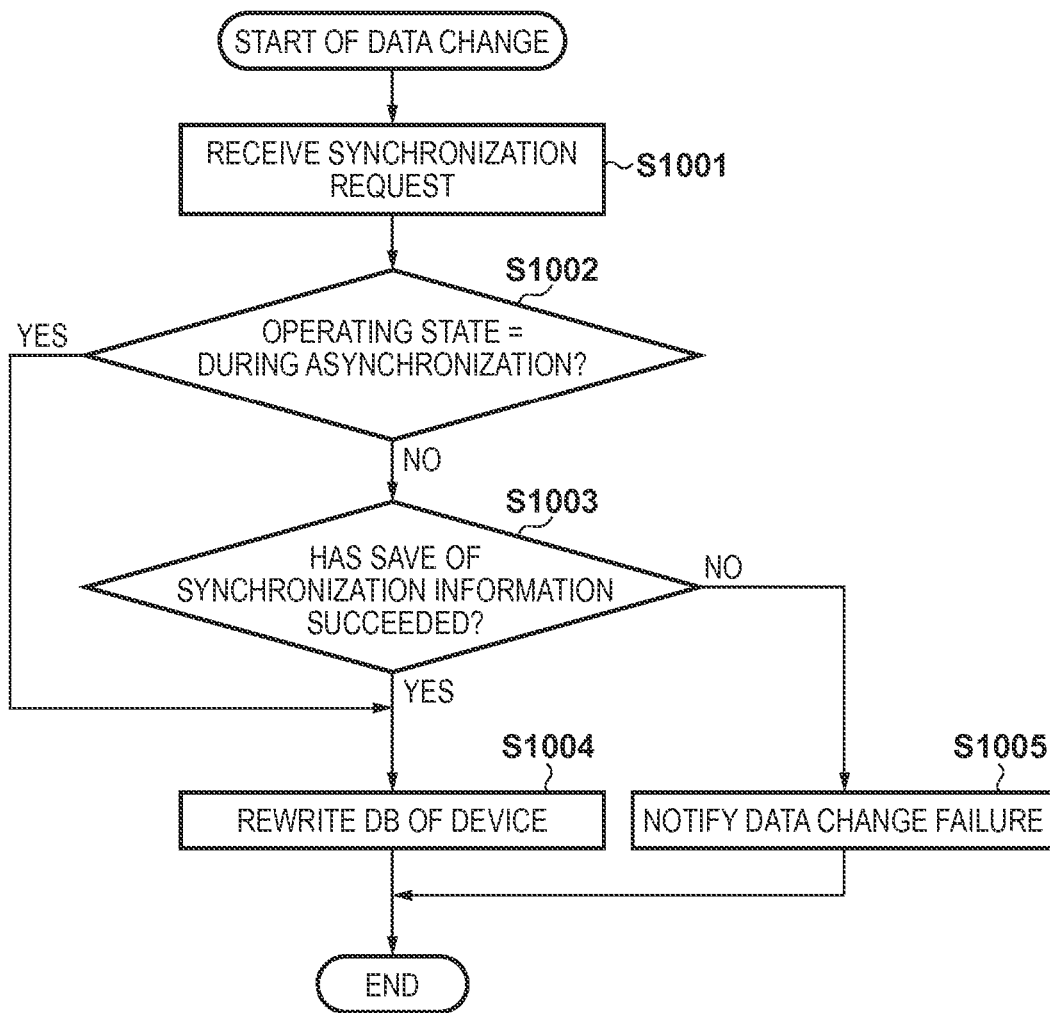 START OF DATA CHANGE
RECEIVE SYNCHRONIZATION
REQUEST
S1001
S1002
YES
OPERATING STATE =
DURING ASYNCHRONIZATION?
NO
S1003
HAS SAVE OF
SYNCHRONIZATION INFORMATION
SUCCEEDED?
NO
YES
S1004
S1005
REWRITE DB OF DEVICE
NOTIFY DATA CHANGE FAILURE
END